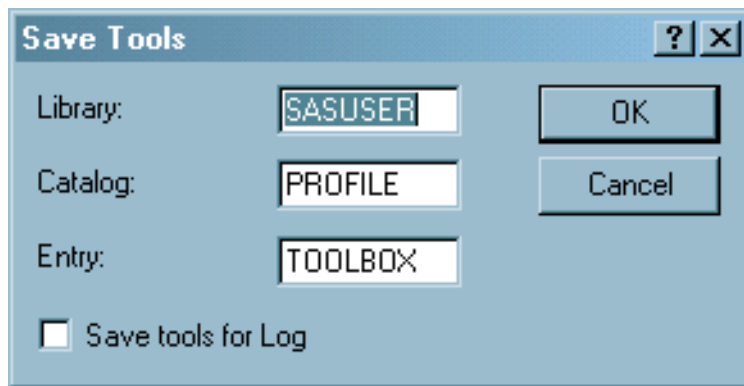 Save Tools
Library: SASUSER OK
Catalog: PROFILE Cancel
Entry: TOOLBOX
Save tools for Log